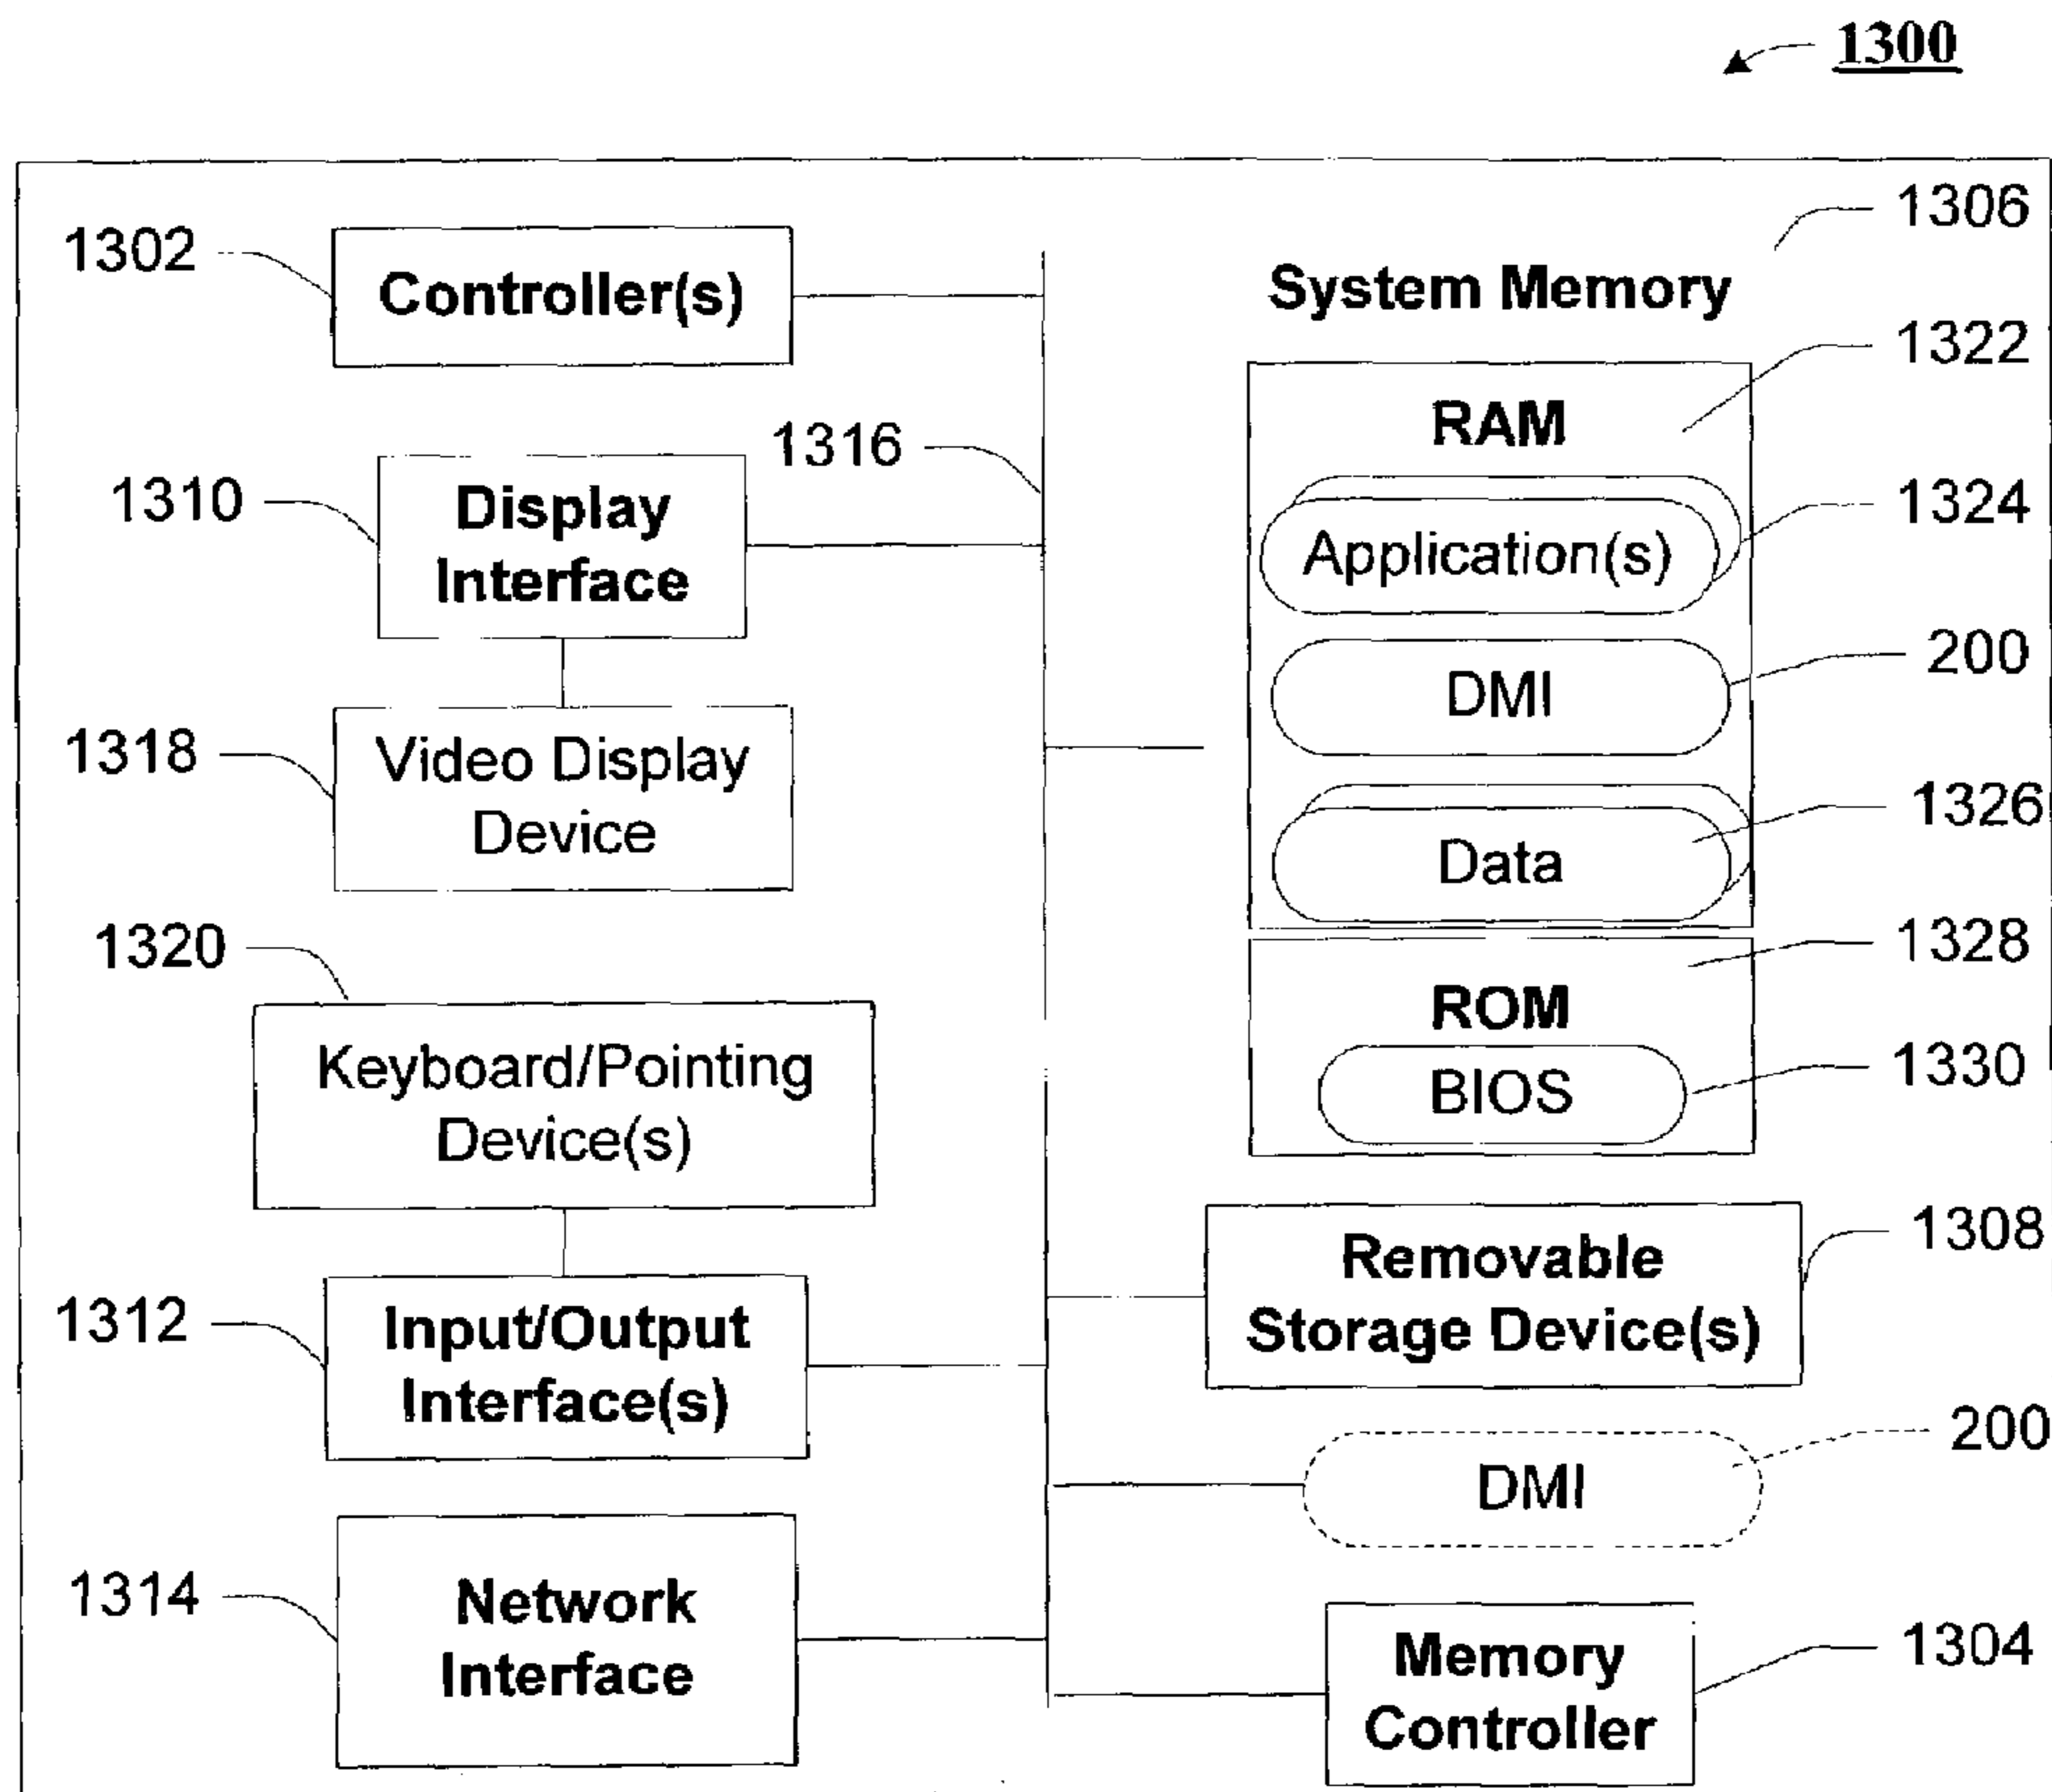 1300
1306
1302
Controller(s)
System Memory
1322
RAM
1316
1310
Display
Interface
1324
Application(s)
200
DMI
1318
Video Display
Device
1326
Data
1320
1328
ROM
Keyboard/Pointing
Device(s)
1330
BIOS
1308
Removable
Storage Device(s)
1312
Input/Output
Interface(s)
200
DMI
1314
Network
Interface
1304
Memory
Controller